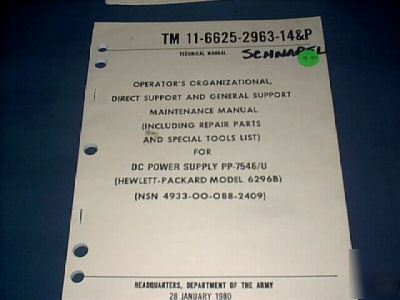 TM 11-6625-2963-14&P
TECHNICAL MANUAL
SCHNABEL
OPERATOR'S ORGANIZATIONAL,
DIRECT SUPPORT AND GENERAL SUPPORT
MAINTENANCE MANUAL
(INCLUDING REPAIR PARTS
AND SPECIAL TOOLS LIST)
FOR
DC POWER SUPPLY PP-7546/U
(HEWLETT-PACKARD MODEL 6296B)
(NSN 4933-00-088-2409)
HEADQUARTERS, DEPARTMENT OF THE ARMY
28 JANUARY 1980